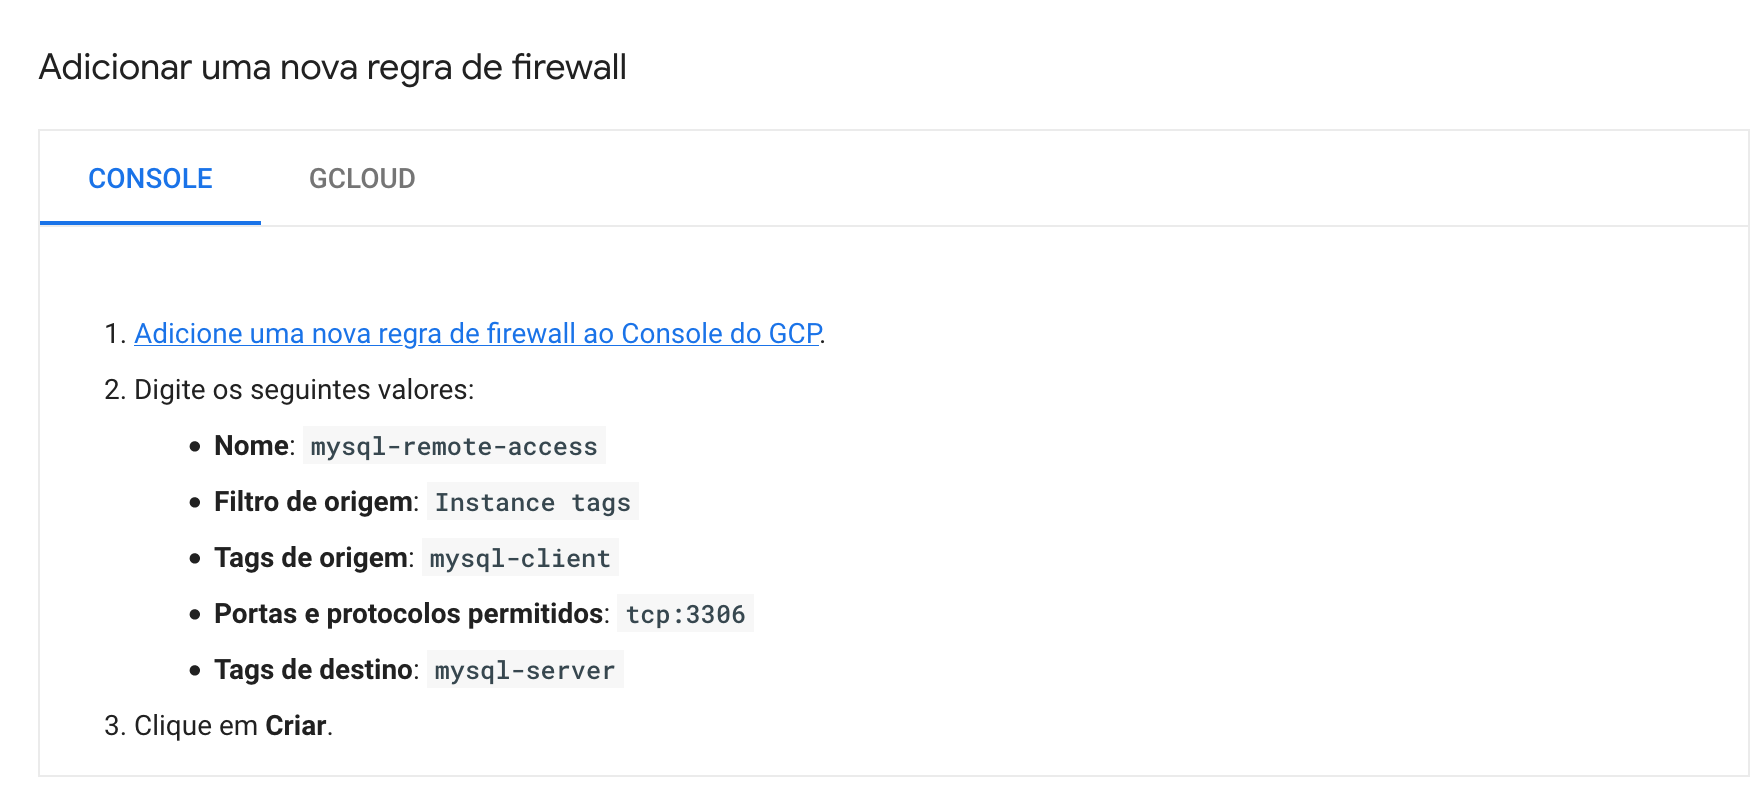 Adicionar uma nova regra de firewall
CONSOLE GCLOUD
1. Adicione uma nova regra de firewall ao Console do GCP.
2. Digite os seguintes valores:
• Nome: mysql-remote-access
• Filtro de origem: Instance tags
• Tags de origem: mysql-client
• Portas e protocolos permitidos: tcp:3306
• Tags de destino: mysql-server
3. Clique em Criar.